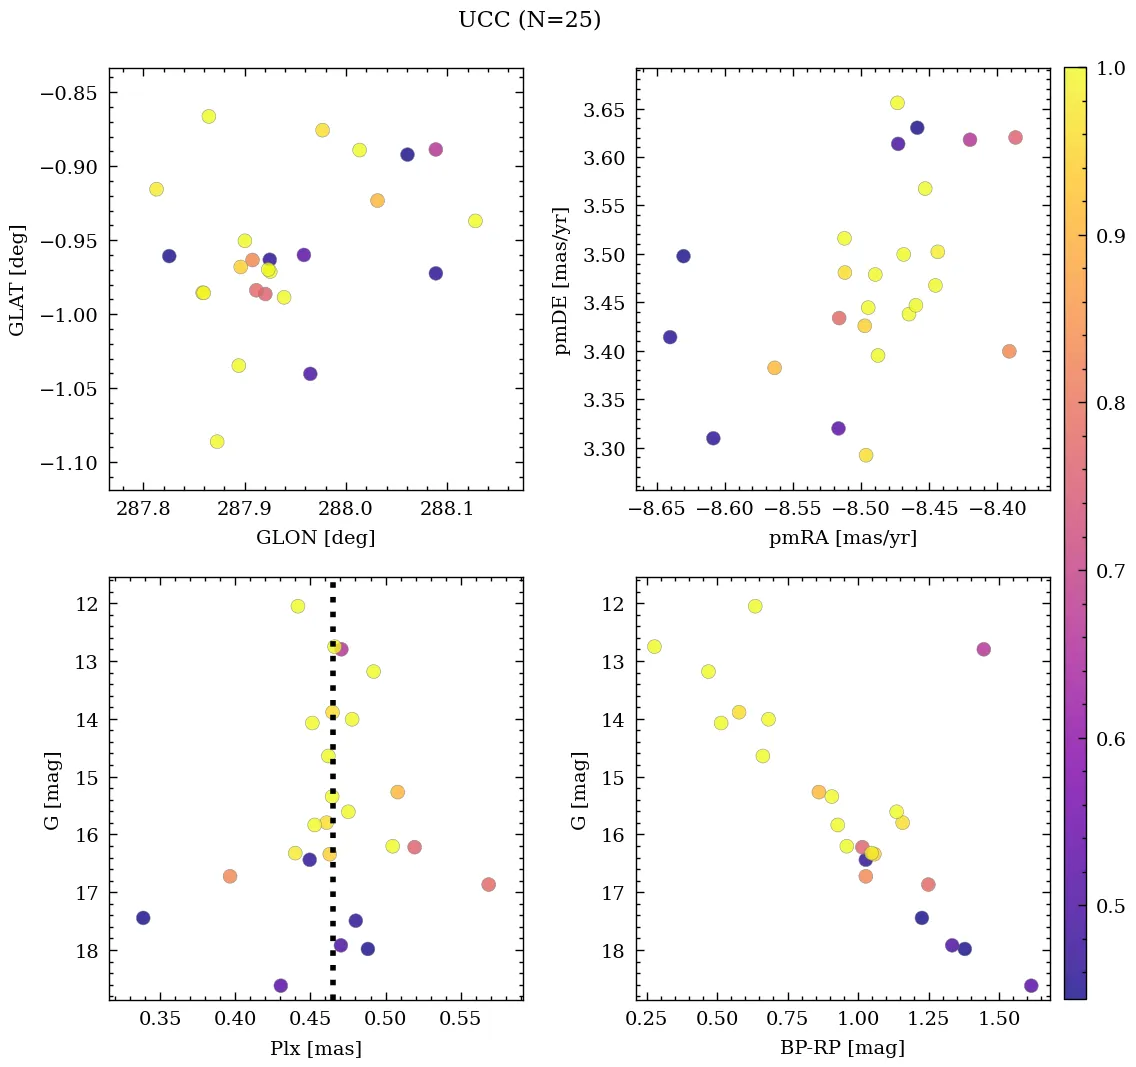 UCC (N=25)
−0.85
−0.90
−0.95
−1.00
−1.05
−1.10
GLAT [deg]
287.8 287.9 288.0 288.1
GLON [deg]
3.65
3.60
3.55
3.50
3.45
3.40
3.35
3.30
pmDE [mas/yr]
−8.65 −8.60 −8.55 −8.50 −8.45 −8.40
pmRA [mas/yr]
12
13
14
15
16
17
18
G [mag]
0.35 0.40 0.45 0.50 0.55
Plx [mas]
12
13
14
15
16
17
18
G [mag]
0.25 0.50 0.75 1.00 1.25 1.50
BP-RP [mag]
1.0
0.9
0.8
0.7
0.6
0.5